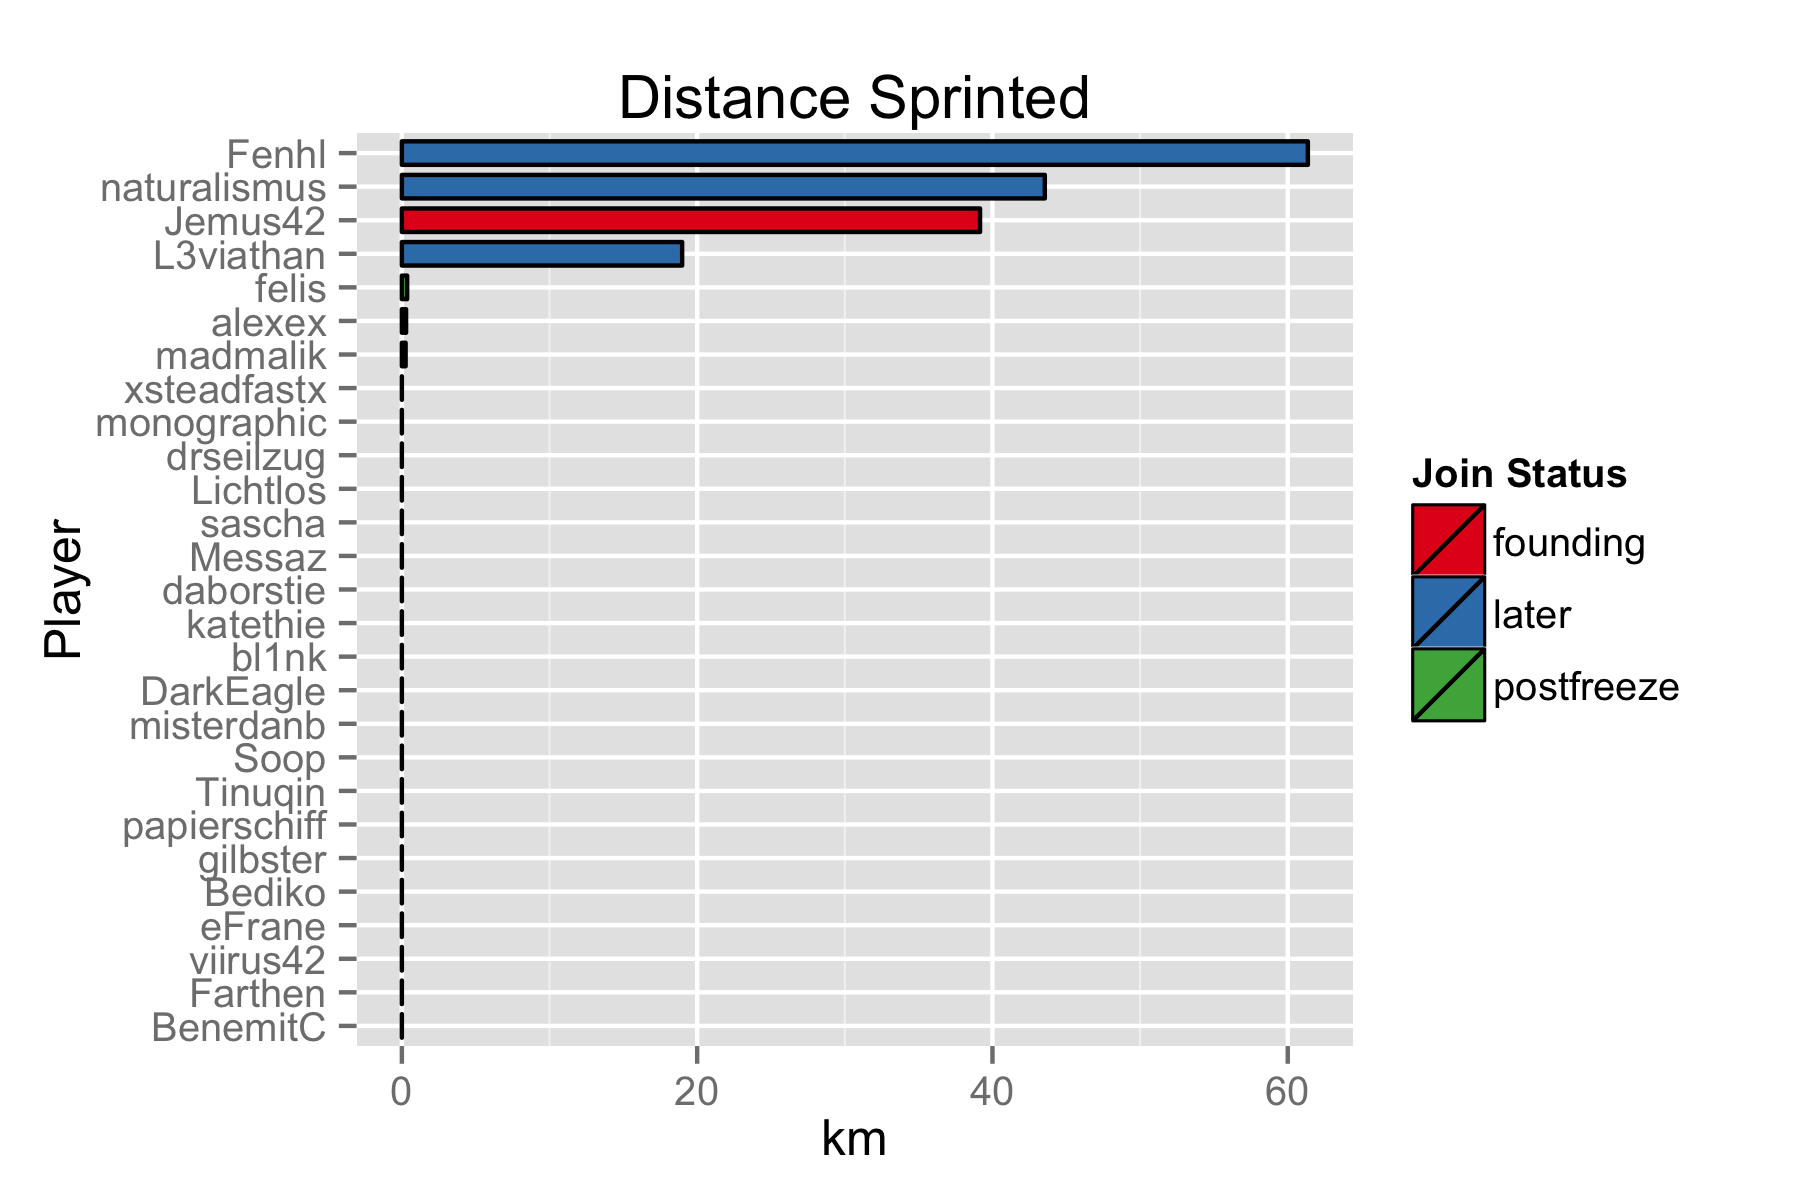 Distance Sprinted
Player
Fenhl
naturalismus
Jemus42
L3viathan
felis
alexex
madmalik
xsteadfastx
monographic
drseilzug
Lichtlos
sascha
Messaz
daborstie
katethie
bl1nk
DarkEagle
misterdanb
Soop
Tinuqin
papierschiff
gilbster
Bediko
eFrane
viirus42
Farthen
BenemitC
0 20 40 60
km
Join Status
founding
later
postfreeze